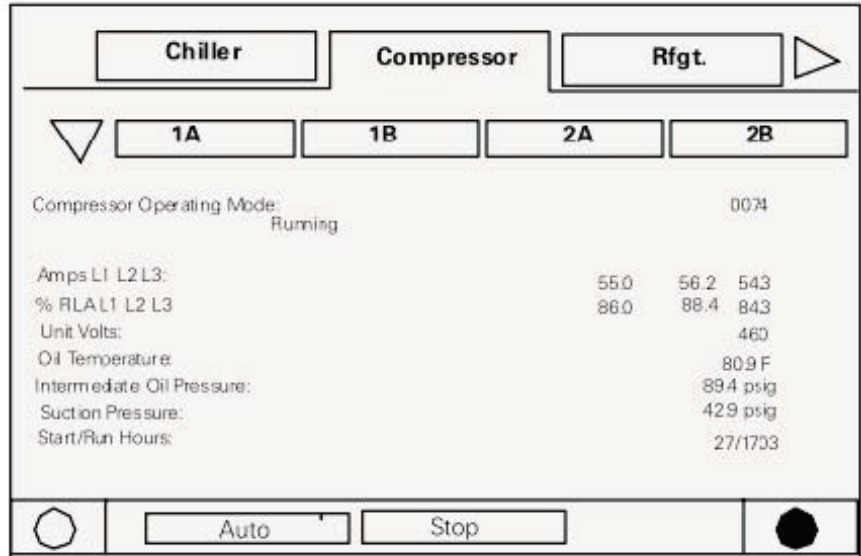 Chiller Compressor Rfgt.
1A 1B 2A 2B
Compressor Operating Mode: 0074
Running
Amps L1 L2 L3: 55.0 56.2 54.3
% RLA L1 L2 L3 86.0 88.4 84.3
Unit Volts: 460
Oil Temperature: 80.9 F
Intermediate Oil Pressure: 89.4 psig
Suction Pressure: 42.9 psig
Start/Run Hours: 27/1703
Auto Stop